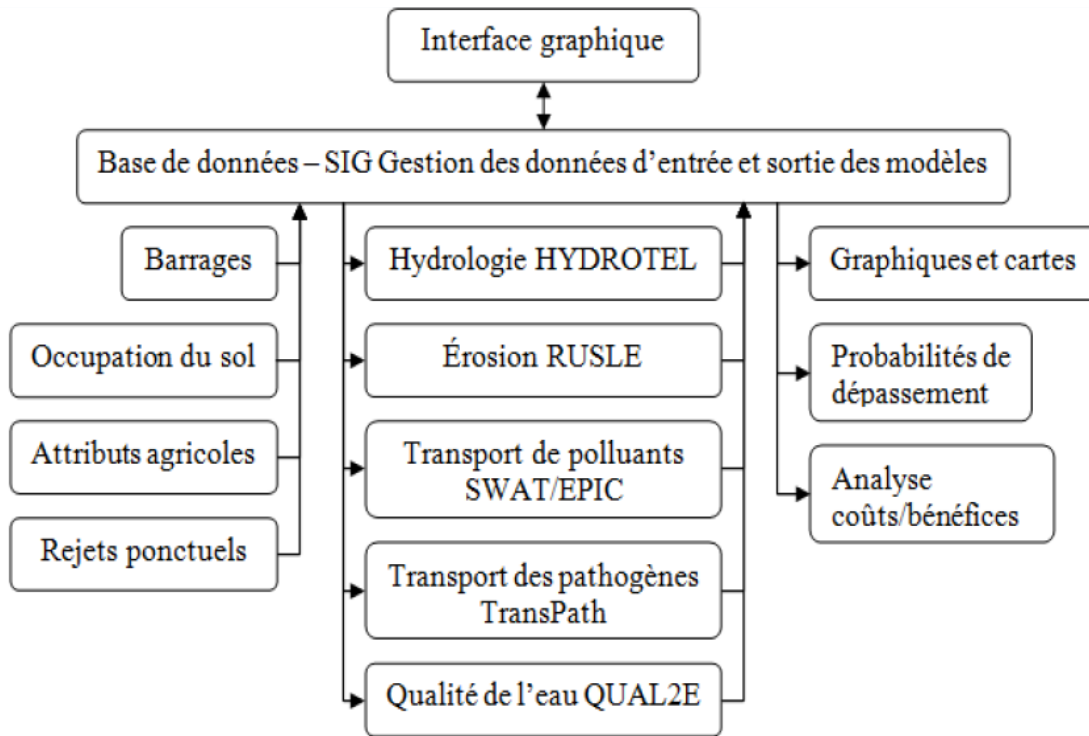 Interface graphique
Base de données – SIG Gestion des données d'entrée et sortie des modèles
Barrages
Occupation du sol
Attributs agricoles
Rejets ponctuels
Hydrologie HYDROTEL
Érosion RUSLE
Transport de polluants
SWAT/EPIC
Transport des pathogènes
TransPath
Qualité de l'eau QUAL2E
Graphiques et cartes
Probabilités de
dépassement
Analyse
coûts/bénéfices